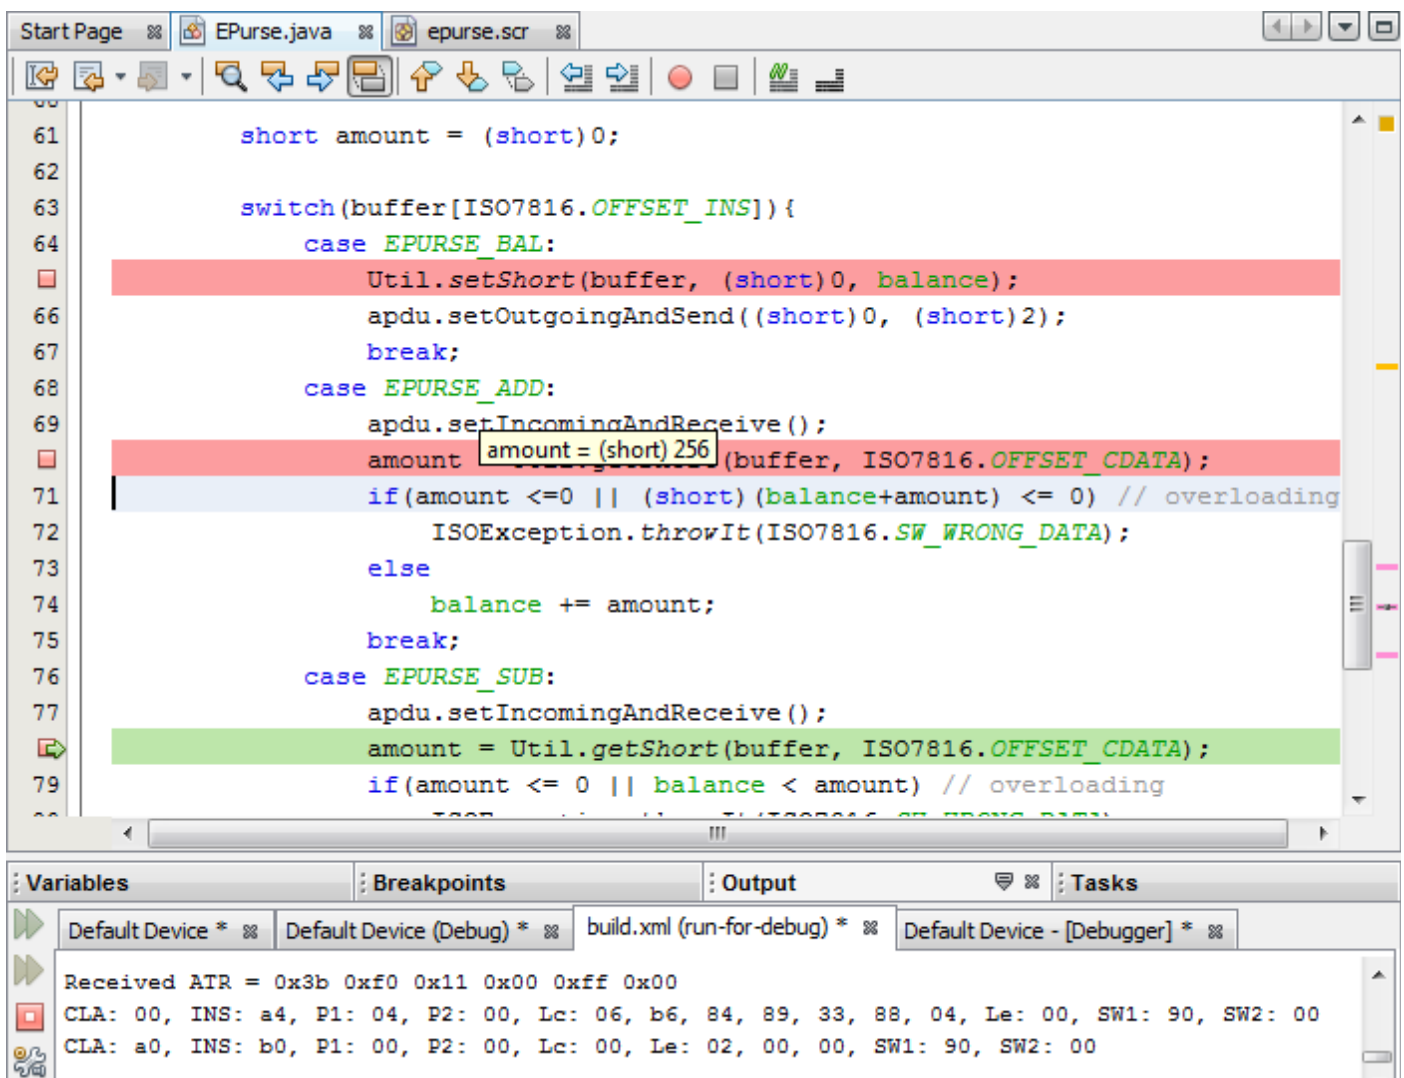 Start Page EPurse.java epurse.scr
61 short amount = (short)0;
62
63 switch(buffer[ISO7816.OFFSET_INS]){
64 case EPURSE_BAL:
Util.setShort(buffer, (short)0, balance);
66 apdu.setOutgoingAndSend((short)0, (short)2);
67 break;
68 case EPURSE_ADD:
69 apdu.setIncomingAndReceive();
amount = (short) 256
amount (buffer, ISO7816.OFFSET_CDATA);
71 if(amount <=0 || (short)(balance+amount) <= 0) // overloading
72 ISOException.throwIt(ISO7816.SW_WRONG_DATA);
73 else
74 balance += amount;
75 break;
76 case EPURSE_SUB:
77 apdu.setIncomingAndReceive();
amount = Util.getShort(buffer, ISO7816.OFFSET_CDATA);
79 if(amount <= 0 || balance < amount) // overloading
Variables Breakpoints Output Tasks
Default Device * Default Device (Debug) * build.xml (run-for-debug) * Default Device - [Debugger] *
Received ATR = 0x3b 0xf0 0x11 0x00 0xff 0x00
CLA: 00, INS: a4, P1: 04, P2: 00, Lc: 06, b6, 84, 89, 33, 88, 04, Le: 00, SW1: 90, SW2: 00
CLA: a0, INS: b0, P1: 00, P2: 00, Lc: 00, Le: 02, 00, 00, SW1: 90, SW2: 00